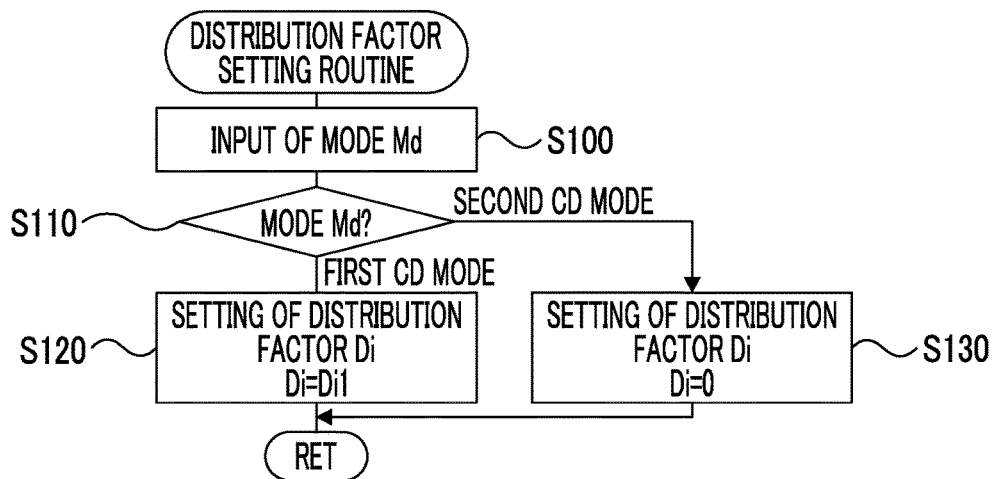 DISTRIBUTION FACTOR
SETTING ROUTINE
INPUT OF MODE Md
S100
S110
MODE Md?
SECOND CD MODE
FIRST CD MODE
S120
SETTING OF DISTRIBUTION
FACTOR Di
Di=Di1
SETTING OF DISTRIBUTION
FACTOR Di
Di=0
S130
RET